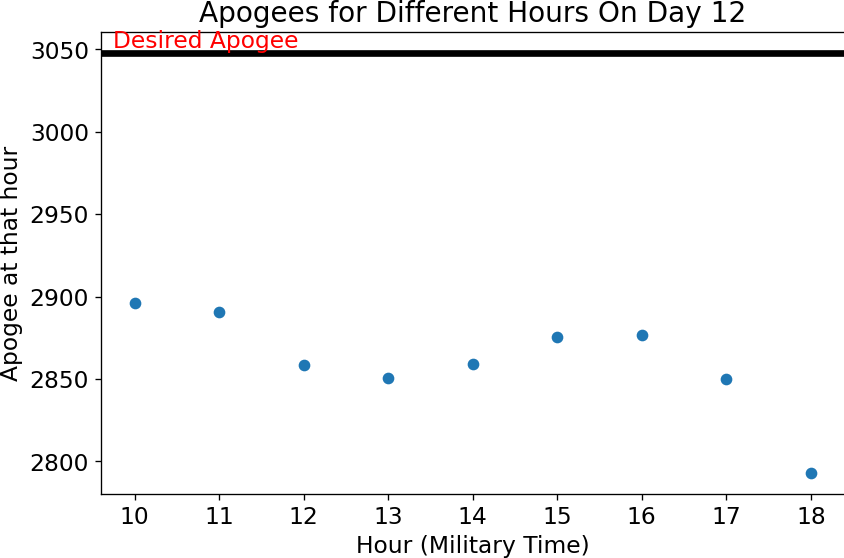 Apogees for Different Hours On Day 12
Desired Apogee
3050
3000
2950
2900
2850
2800
Apogee at that hour
10 11 12 13 14 15 16 17 18
Hour (Military Time)